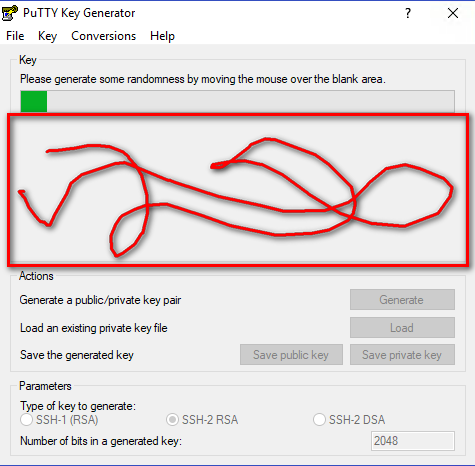 PuTTY Key Generator
? ×
File Key Conversions Help
Key
Please generate some randomness by moving the mouse over the blank area.
Actions
Generate a public/private key pair
Generate
Load an existing private key file
Load
Save the generated key
Save public key
Save private key
Parameters
Type of key to generate:
SSH-1 (RSA) SSH-2 RSA SSH-2 DSA
Number of bits in a generated key:
2048